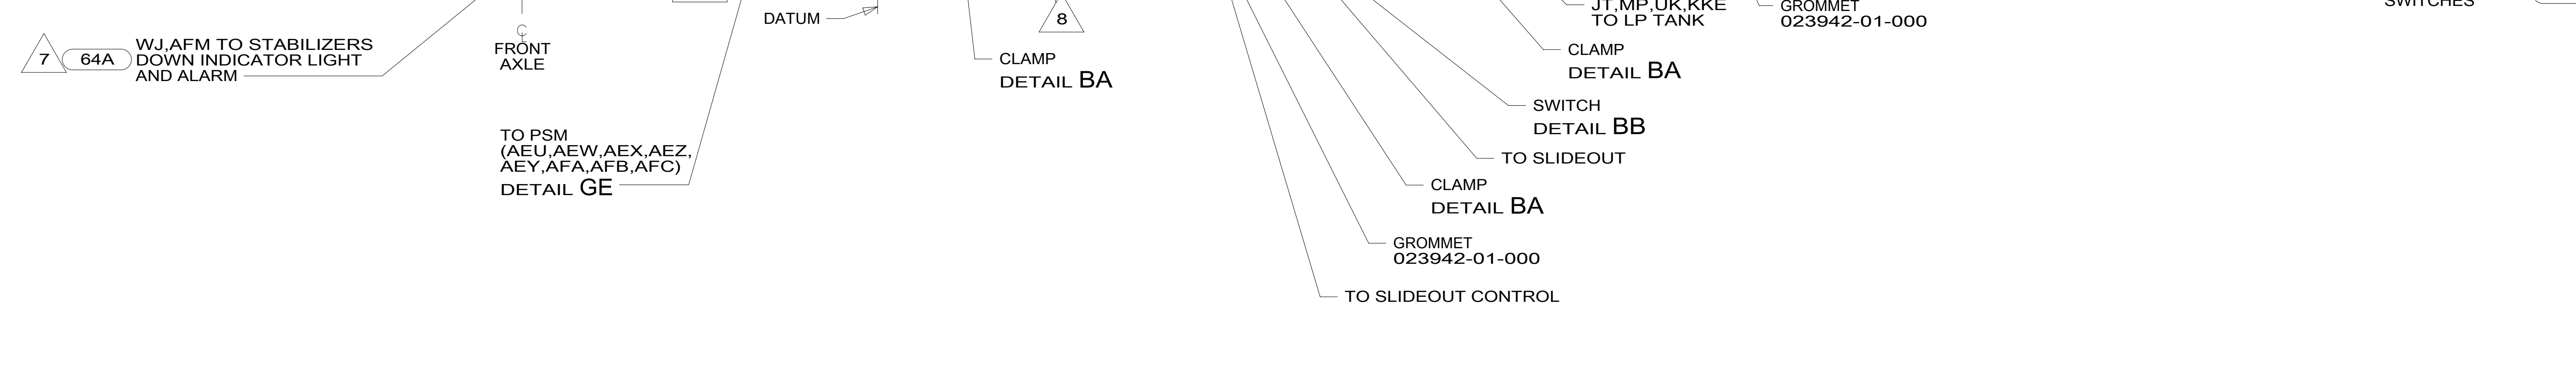 7
64A
WJ,AFM TO STABILIZERS
DOWN INDICATOR LIGHT
AND ALARM
FRONT
AXLE
TO PSM
(AEU,AEW,AEX,AEZ,
AEY,AFA,AFB,AFC)
DETAIL GE
DATUM
CLAMP
DETAIL BA
8
JT,MP,UK,KKE
TO LP TANK
GROMMET
023942-01-000
CLAMP
DETAIL BA
SWITCH
DETAIL BB
TO SLIDEOUT
CLAMP
DETAIL BA
GROMMET
023942-01-000
TO SLIDEOUT CONTROL
SWITCHES